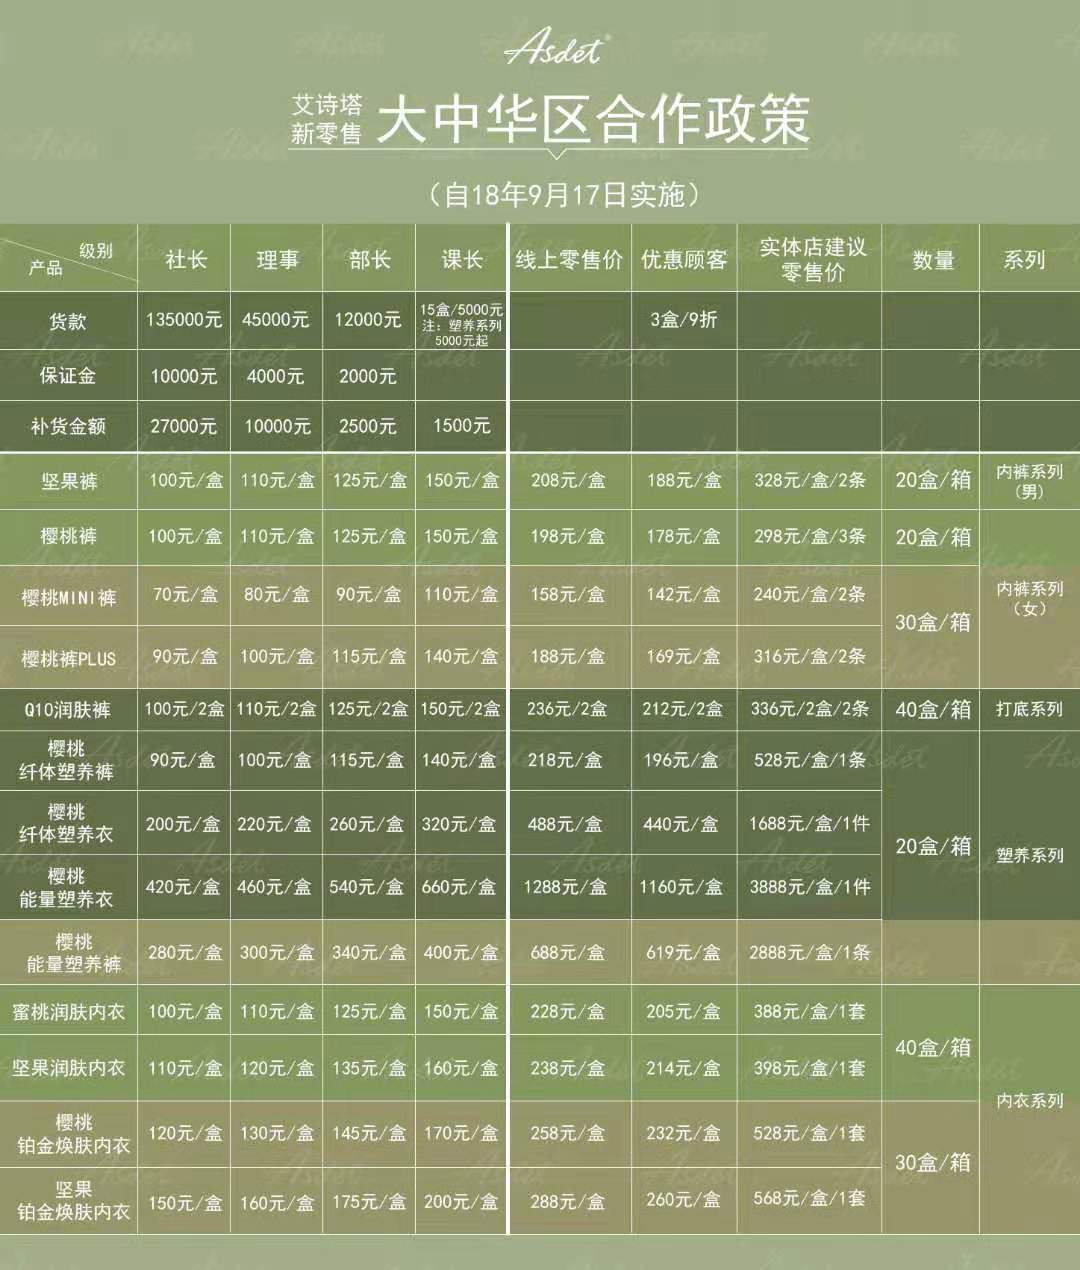 Asdet®
艾诗塔
新零售
大中华区合作政策
（自18年9月17日实施）
级别
产品
社长 理事 部长 课长 线上零售价 优惠顾客 实体店建议零售价 数量 系列
货款 135000元 45000元 12000元 15盒/5000元 注：塑养系列 5000元起 3盒/9折
保证金 10000元 4000元 2000元
补货金额 27000元 10000元 2500元 1500元
坚果裤 100元/盒 110元/盒 125元/盒 150元/盒 208元/盒 188元/盒 328元/盒/2条 20盒/箱 内裤系列（男)
樱桃裤 100元/盒 110元/盒 125元/盒 150元/盒 198元/盒 178元/盒 298元/盒/3条 20盒/箱
樱桃MINI裤 70元/盒 80元/盒 90元/盒 110元/盒 158元/盒 142元/盒 240元/盒/2条 30盒/箱 内裤系列（女）
樱桃裤PLUS 90元/盒 100元/盒 115元/盒 140元/盒 188元/盒 169元/盒 316元/盒/2条
Q10润肤裤 100元/2盒 110元/2盒 125元/2盒 150元/2盒 236元/2盒 212元/2盒 336元/2盒/2条 40盒/箱 打底系列
樱桃纤体塑养裤 90元/盒 100元/盒 115元/盒 140元/盒 218元/盒 196元/盒 528元/盒/1条
樱桃纤体塑养衣 200元/盒 220元/盒 260元/盒 320元/盒 488元/盒 440元/盒 1688元/盒/1件 20盒/箱 塑养系列
樱桃能量塑养衣 420元/盒 460元/盒 540元/盒 660元/盒 1288元/盒 1160元/盒 3888元/盒/1件
樱桃能量塑养裤 280元/盒 300元/盒 340元/盒 400元/盒 688元/盒 619元/盒 2888元/盒/1条
蜜桃润肤内衣 100元/盒 110元/盒 125元/盒 150元/盒 228元/盒 205元/盒 388元/盒/1套 40盒/箱
坚果润肤内衣 110元/盒 120元/盒 135元/盒 160元/盒 238元/盒 214元/盒 398元/盒/1套 内衣系列
樱桃铂金焕肤内衣 120元/盒 130元/盒 145元/盒 170元/盒 258元/盒 232元/盒 528元/盒/1套 30盒/箱
坚果铂金焕肤内衣 150元/盒 160元/盒 175元/盒 200元/盒 288元/盒 260元/盒 568元/盒/1套